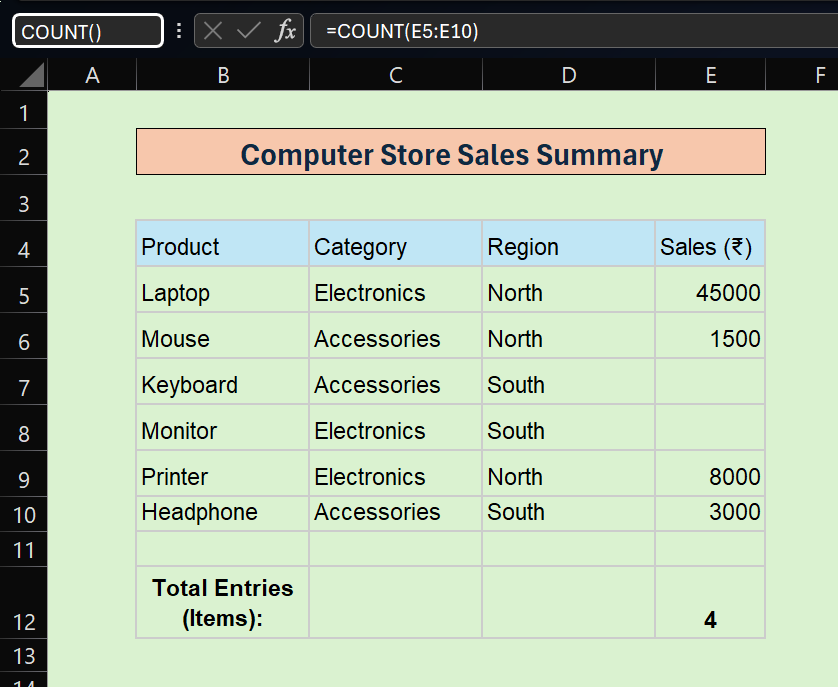 COUNT() fx =COUNT(E5:E10)
A B C D E F
1
2 Computer Store Sales Summary
3
4 Product Category Region Sales (₹)
5 Laptop Electronics North 45000
6 Mouse Accessories North 1500
7 Keyboard Accessories South
8 Monitor Electronics South
9 Printer Electronics North 8000
10 Headphone Accessories South 3000
11
Total Entries
12 (Items): 4
13
14